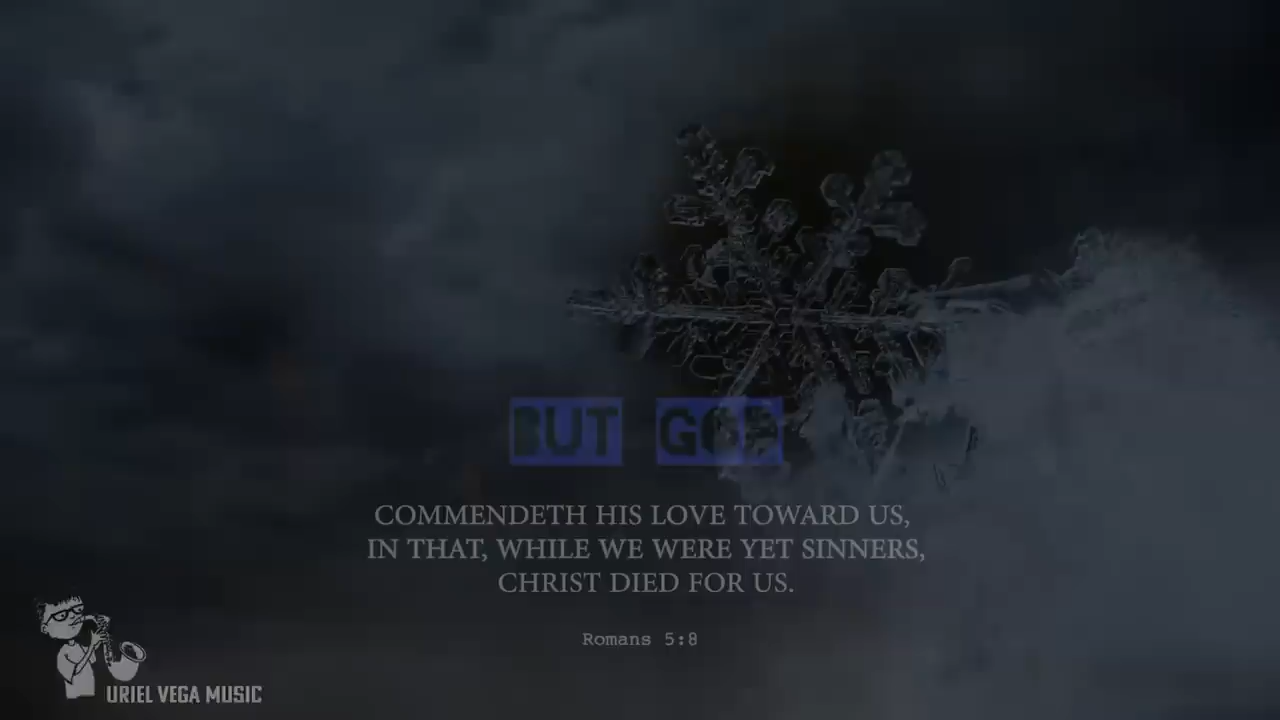 BUT GOD
COMMENDETH HIS LOVE TOWARD US,
IN THAT, WHILE WE WERE YET SINNERS,
CHRIST DIED FOR US.
Romans 5:8
URIEL VEGA MUSIC